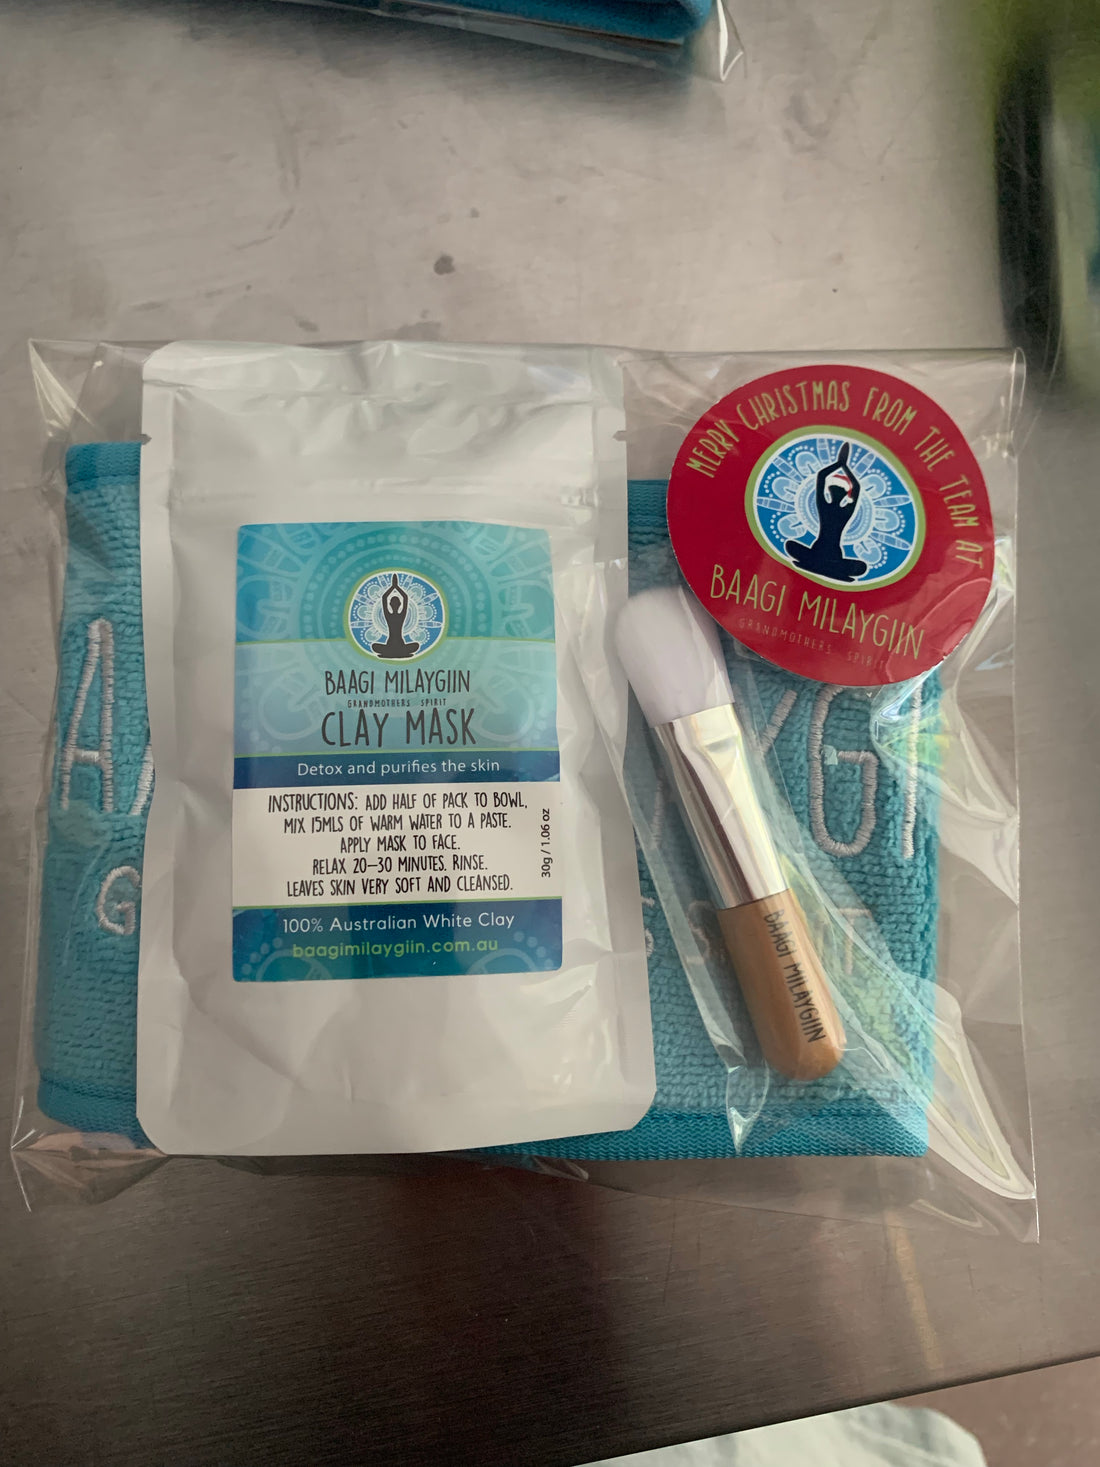 BAAGI MILAYGIIN
GRANDMOTHERS SPIRIT
CLAY MASK
Detox and purifies the skin
INSTRUCTIONS: ADD HALF OF PACK TO BOWL,
MIX 15MLS OF WARM WATER TO A PASTE.
APPLY MASK TO FACE.
RELAX 20–30 MINUTES. RINSE.
LEAVES SKIN VERY SOFT AND CLEANSED.
30g / 1.06 oz
100% Australian White Clay
baagimilaygiin.com.au
MERRY CHRISTMAS FROM THE TEAM AT
BAAGI MILAYGIIN
GRANDMOTHERS SPIRIT
BAAGI MILAYGIIN
A
YGI
G